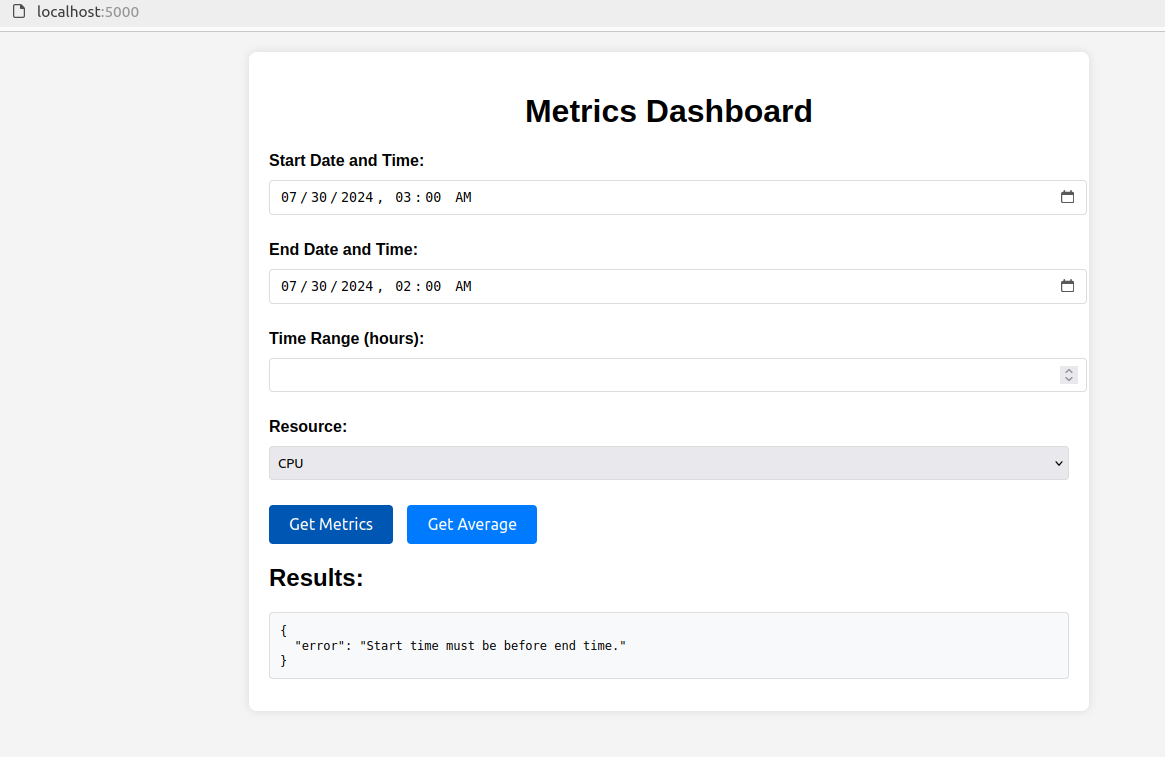 localhost:5000
Metrics Dashboard
Start Date and Time:
07/30/2024, 03:00 AM
End Date and Time:
07/30/2024, 02:00 AM
Time Range (hours):
Resource:
CPU
Get Metrics Get Average
Results:
{
  "error": "Start time must be before end time."
}